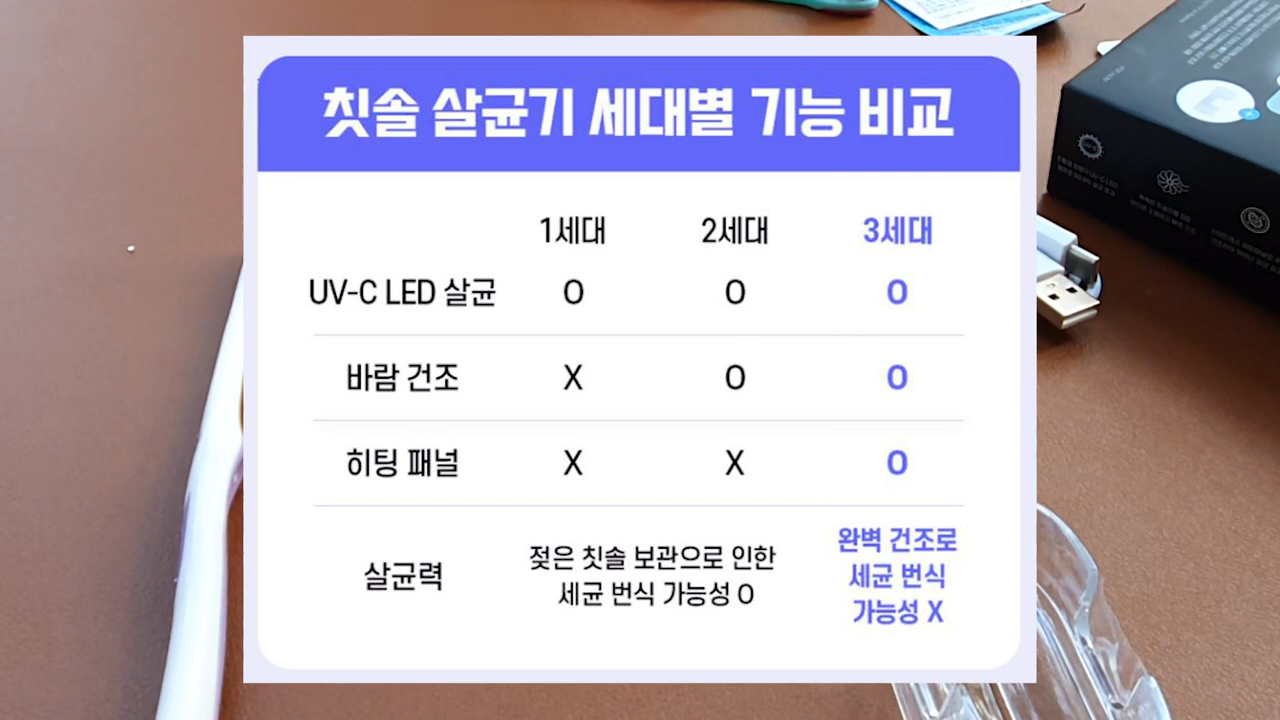 칫솔 살균기 세대별 기능 비교
1세대 2세대 3세대
UV-C LED 살균 O O O
바람 건조 X O O
히팅 패널 X X O
살균력
젖은 칫솔 보관으로 인한
세균 번식 가능성 O
완벽 건조로
세균 번식
가능성 X